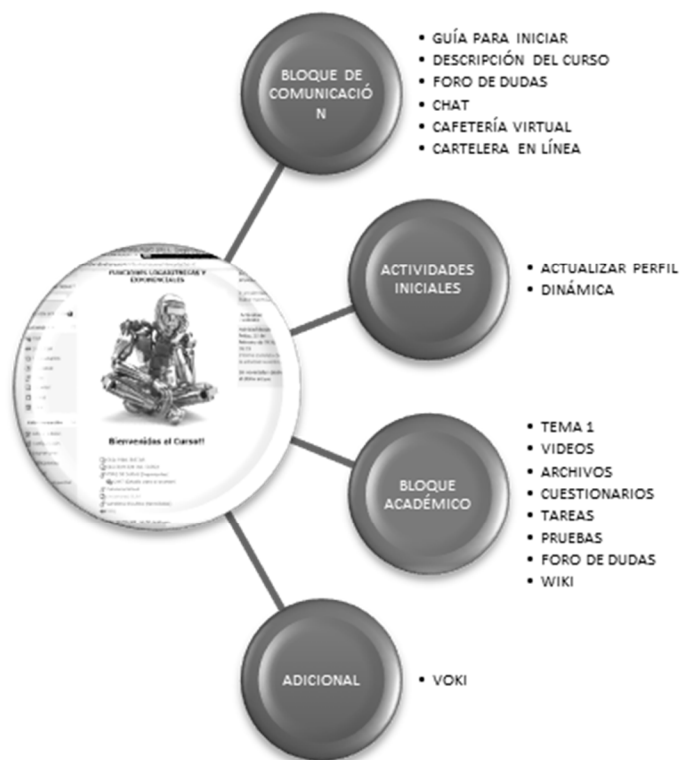 BLOQUE DE
COMUNICACIÓ
N
• GUÍA PARA INICIAR
• DESCRIPCIÓN DEL CURSO
• FORO DE DUDAS
• CHAT
• CAFETERÍA VIRTUAL
• CARTELERA EN LÍNEA
ACTIVIDADES
INICIALES
• ACTUALIZAR PERFIL
• DINÁMICA
FUNCIONES LOGARÍTMICAS Y
EXPONENCIALES
Bienvenidos al Curso!!
BLOQUE
ACADÉMICO
• TEMA 1
• VIDEOS
• ARCHIVOS
• CUESTIONARIOS
• TAREAS
• PRUEBAS
• FORO DE DUDAS
• WIKI
ADICIONAL
• VOKI